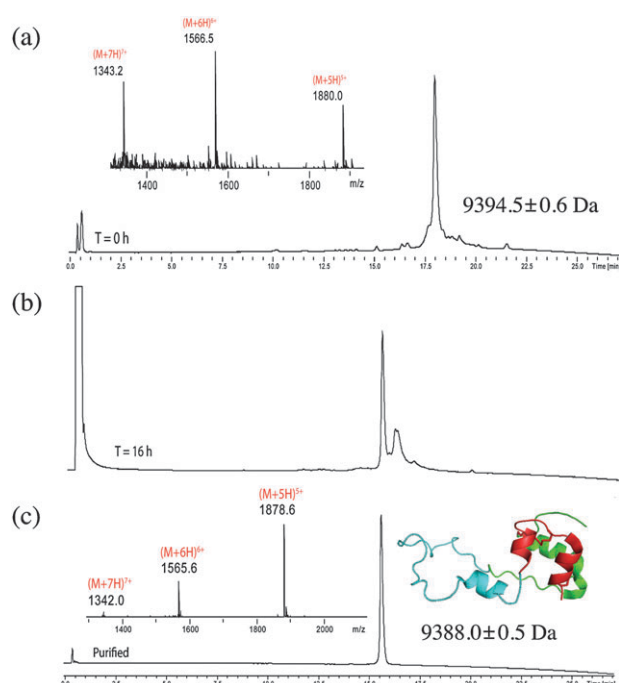 (a)
(M+6H)⁶⁺
1566.5
(M+7H)⁷⁺
1343.2
(M+5H)⁵⁺
1880.0
1400 1600 1800 m/z
9394.5±0.6 Da
T = 0 h
0.0 2.5 5.0 7.5 10.0 12.5 15.0 17.5 20.0 22.5 25.0 Time [min]
(b)
T = 16 h
(c)
(M+5H)⁵⁺
1878.6
(M+6H)⁶⁺
1565.6
(M+7H)⁷⁺
1342.0
1400 1600 1800 2000 m/z
9388.0±0.5 Da
Purified